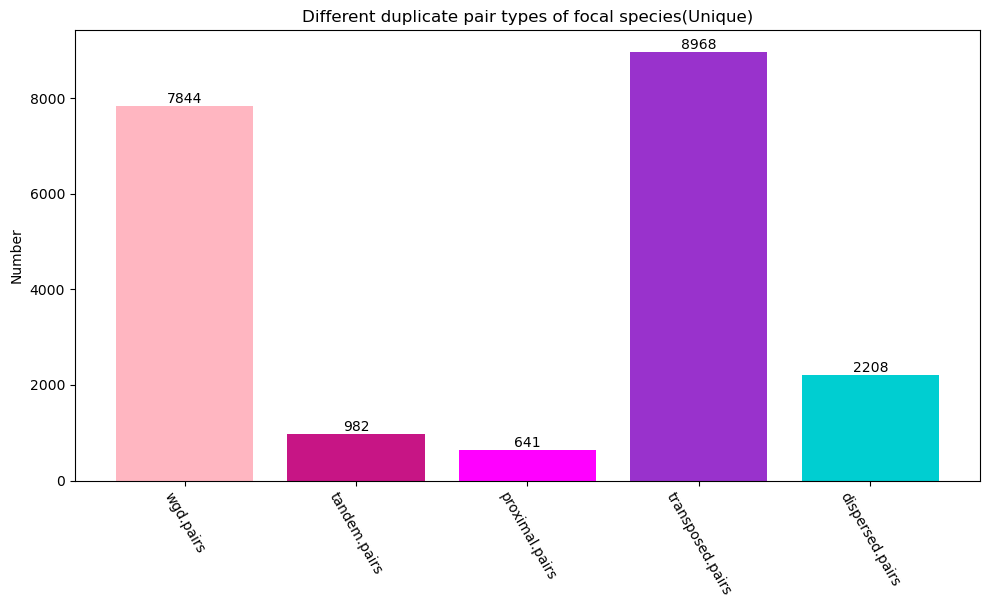 Different duplicate pair types of focal species(Unique)
8968
7844
2208
982
641
Number
8000
6000
4000
2000
0
wgd.pairs
tandem.pairs
proximal.pairs
transposed.pairs
dispersed.pairs